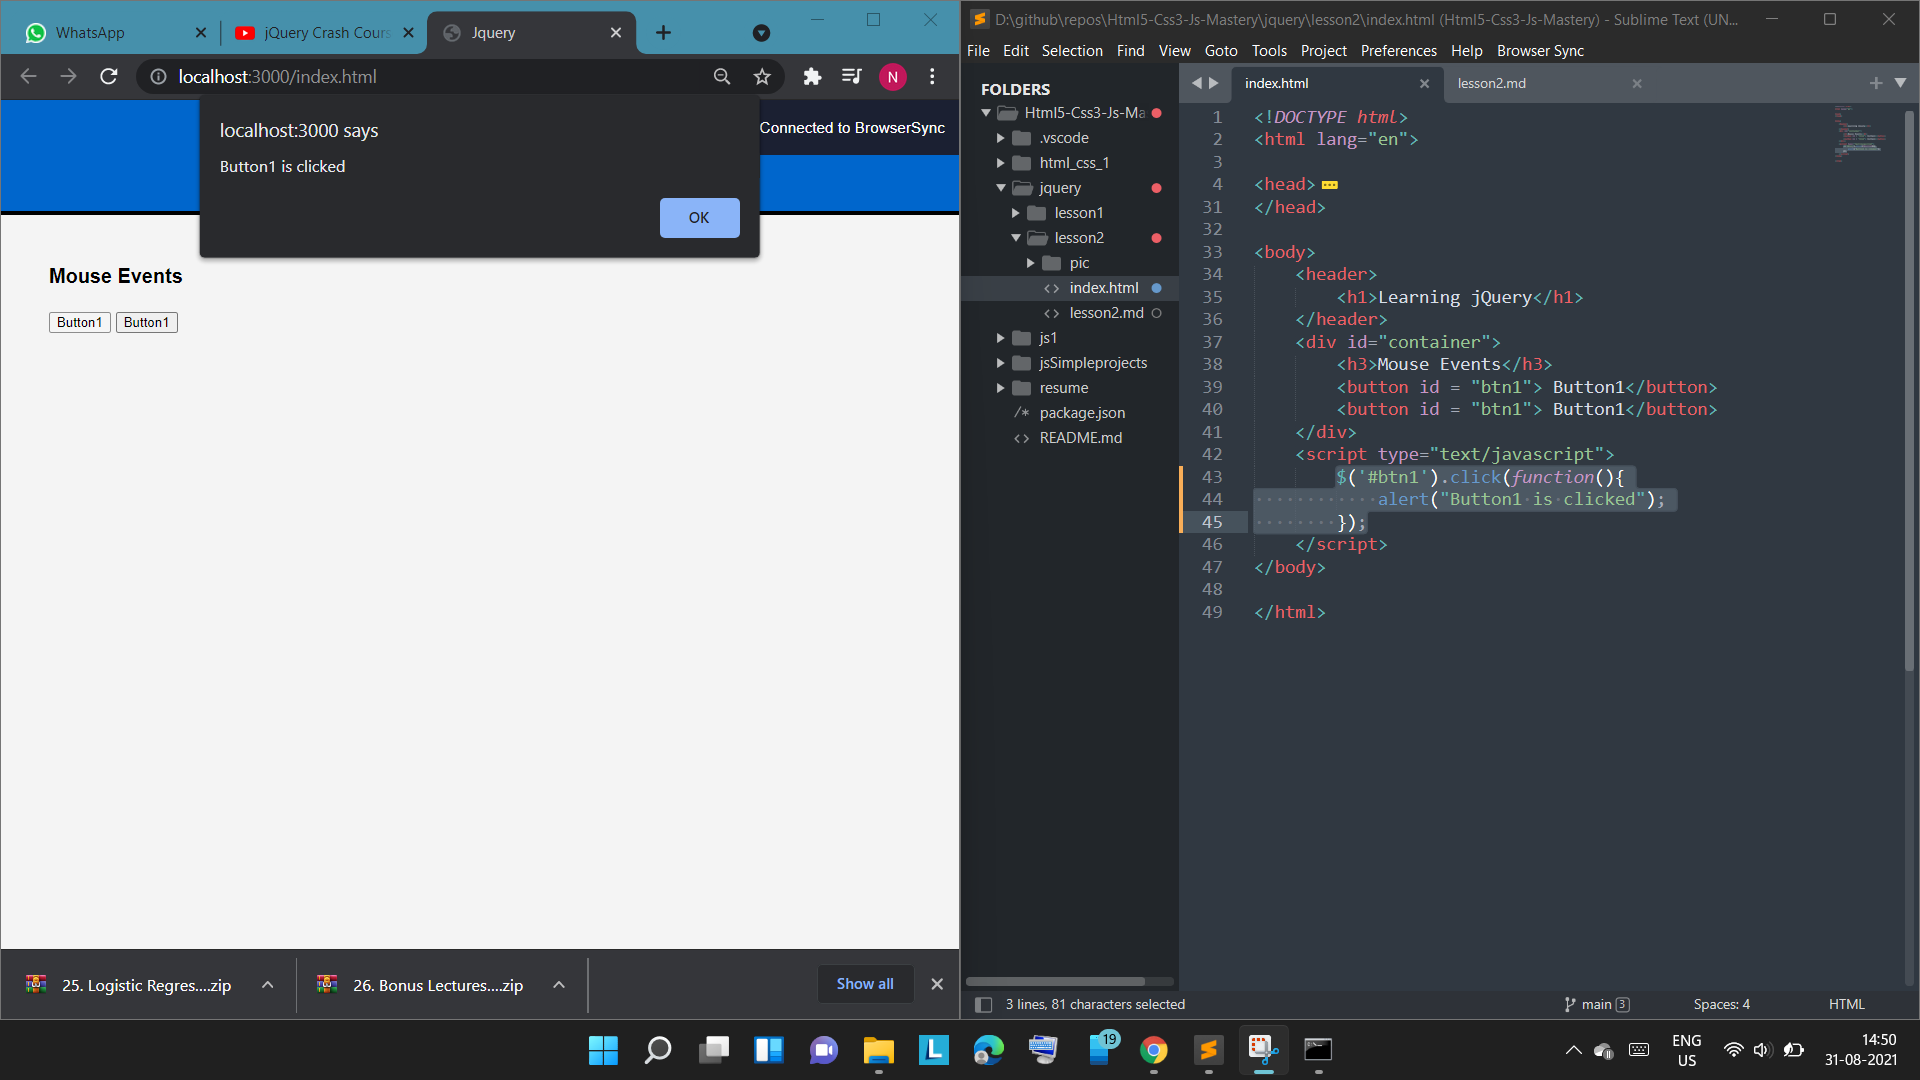 WhatsApp
jQuery Crash Cours
Jquery
localhost:3000/index.html
N
localhost:3000 says
Button1 is clicked
OK
Connected to BrowserSync
Mouse Events
Button1 Button1
25. Logistic Regres....zip
26. Bonus Lectures....zip
Show all
D:\github\repos\Html5-Css3-Js-Mastery\jquery\lesson2\index.html (Html5-Css3-Js-Mastery) - Sublime Text (UN...
File Edit Selection Find View Goto Tools Project Preferences Help Browser Sync
FOLDERS
Html5-Css3-Js-Ma
.vscode
html_css_1
jquery
lesson1
lesson2
pic
index.html
lesson2.md
js1
jsSimpleprojects
resume
package.json
README.md
index.html
lesson2.md
1 <!DOCTYPE html>
2 <html lang="en">
3
4 <head>
31 </head>
32
33 <body>
34 <header>
35 <h1>Learning jQuery</h1>
36 </header>
37 <div id="container">
38 <h3>Mouse Events</h3>
39 <button id = "btn1"> Button1</button>
40 <button id = "btn1"> Button1</button>
41 </div>
42 <script type="text/javascript">
43 $('#btn1').click(function(){
44 alert("Button1 is clicked");
45 });
46 </script>
47 </body>
48
49 </html>
3 lines, 81 characters selected
main 3
Spaces: 4
HTML
19
ENG
US
14:50
31-08-2021